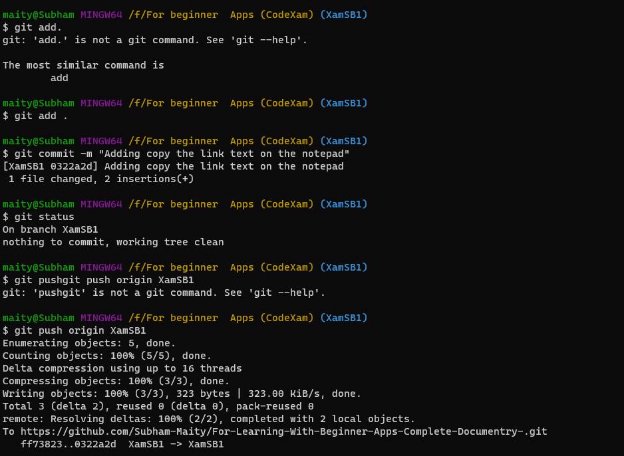 maity@Subham MINGW64 /f/For beginner  Apps (CodeXam) (XamSB1)
$ git add.
git: 'add.' is not a git command. See 'git --help'.

The most similar command is
        add

maity@Subham MINGW64 /f/For beginner  Apps (CodeXam) (XamSB1)
$ git add .

maity@Subham MINGW64 /f/For beginner  Apps (CodeXam) (XamSB1)
$ git commit -m "Adding copy the link text on the notepad"
[XamSB1 0322a2d] Adding copy the link text on the notepad
 1 file changed, 2 insertions(+)

maity@Subham MINGW64 /f/For beginner  Apps (CodeXam) (XamSB1)
$ git status
On branch XamSB1
nothing to commit, working tree clean

maity@Subham MINGW64 /f/For beginner  Apps (CodeXam) (XamSB1)
$ git pushgit push origin XamSB1
git: 'pushgit' is not a git command. See 'git --help'.

maity@Subham MINGW64 /f/For beginner  Apps (CodeXam) (XamSB1)
$ git push origin XamSB1
Enumerating objects: 5, done.
Counting objects: 100% (5/5), done.
Delta compression using up to 16 threads
Compressing objects: 100% (3/3), done.
Writing objects: 100% (3/3), 323 bytes | 323.00 KiB/s, done.
Total 3 (delta 2), reused 0 (delta 0), pack-reused 0
remote: Resolving deltas: 100% (2/2), completed with 2 local objects.
To https://github.com/Subham-Maity/For-Learning-With-Beginner-Apps-Complete-Documentry-.git
   ff73823..0322a2d  XamSB1 -> XamSB1